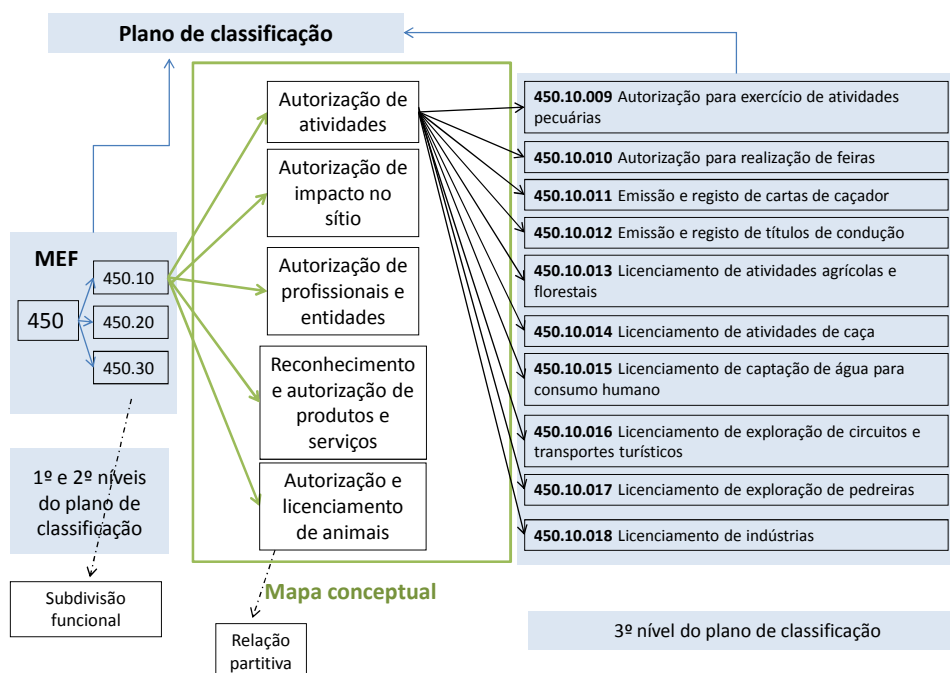 Plano de classificação
MEF
450
450.10
450.20
450.30
1º e 2º níveis
do plano de
classificação
Subdivisão
funcional
Autorização de
atividades
Autorização de
impacto no
sítio
Autorização de
profissionais e
entidades
Reconhecimento
e autorização de
produtos e
serviços
Autorização e
licenciamento
de animais
Mapa conceptual
Relação
partitiva
450.10.009 Autorização para exercício de atividades
pecuárias
450.10.010 Autorização para realização de feiras
450.10.011 Emissão e registo de cartas de caçador
450.10.012 Emissão e registo de títulos de condução
450.10.013 Licenciamento de atividades agrícolas e
florestais
450.10.014 Licenciamento de atividades de caça
450.10.015 Licenciamento de captação de água para
consumo humano
450.10.016 Licenciamento de exploração de circuitos e
transportes turísticos
450.10.017 Licenciamento de exploração de pedreiras
450.10.018 Licenciamento de indústrias
3º nível do plano de classificação